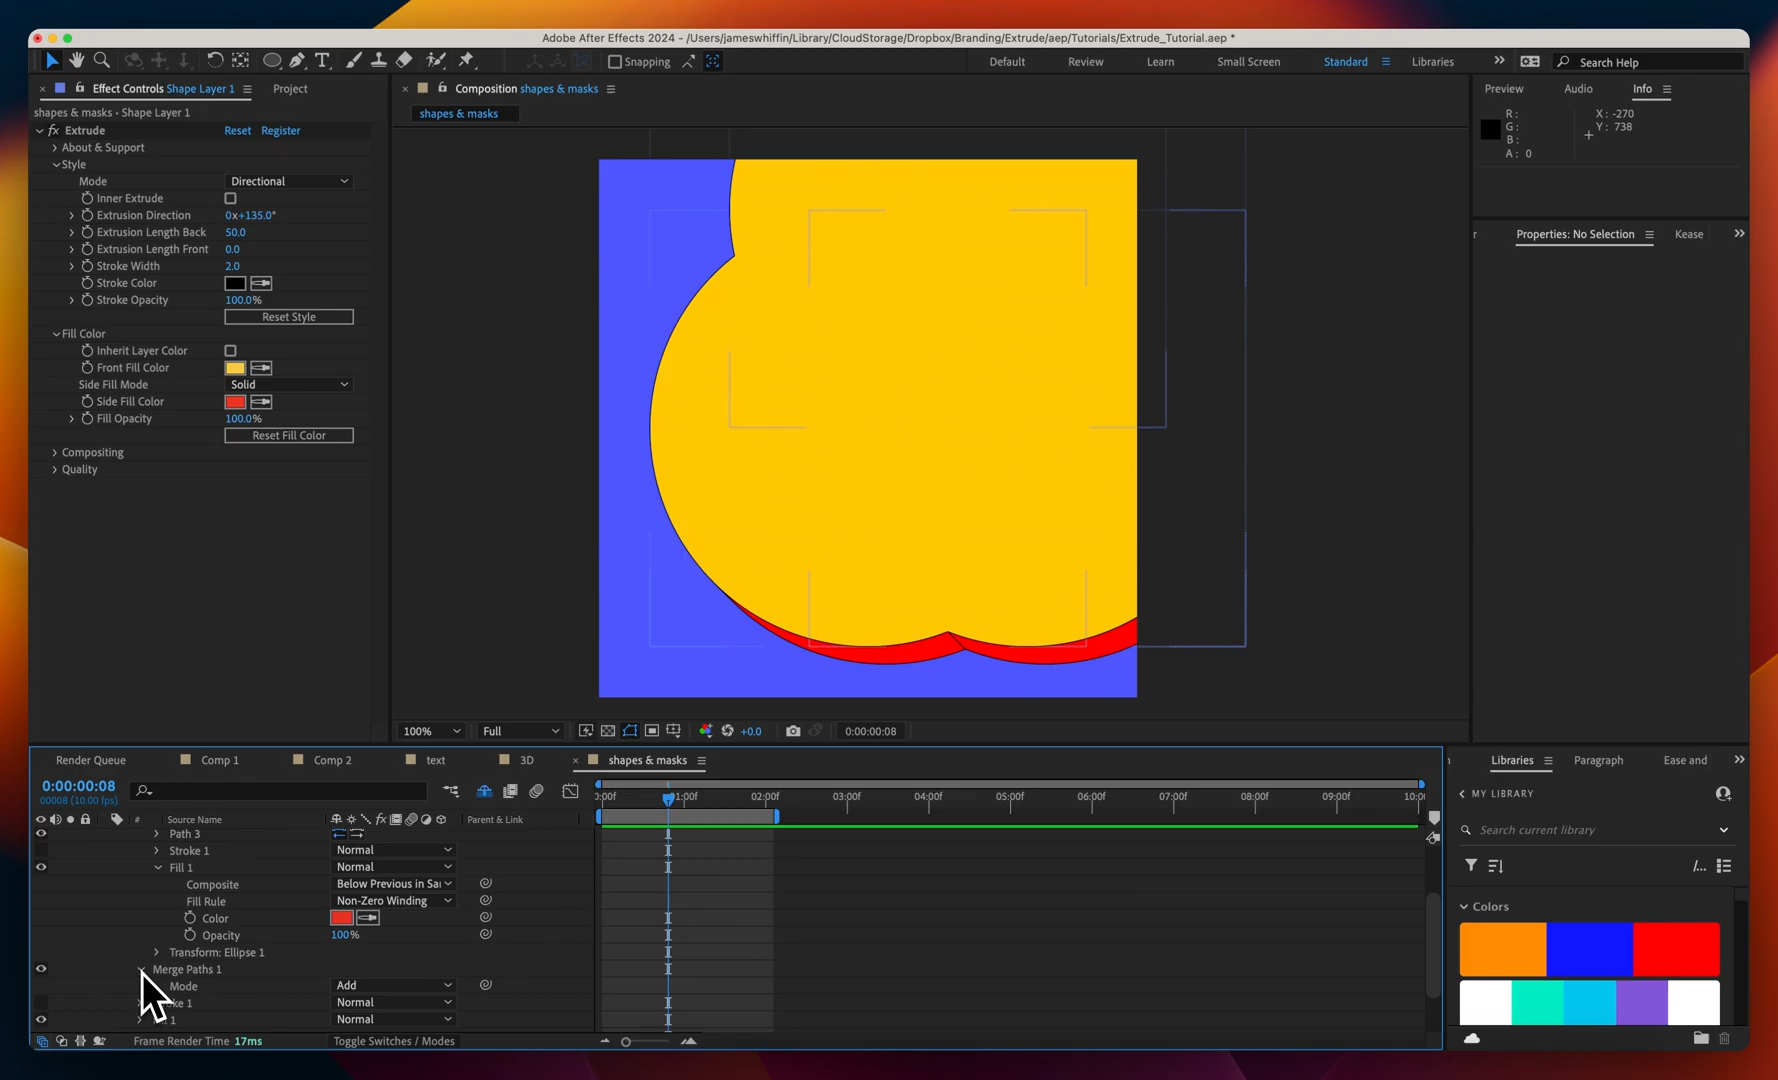 Adobe After Effects 2024 - /Users/jameswhiffin/Library/CloudStorage/Dropbox/Branding/Extrude/aep/Tutorials/Extrude_Tutorial.aep *
Snapping
Default
Review
Learn
Small Screen
Standard
Libraries
Search Help
Effect Controls Shape Layer 1
Project
shapes & masks • Shape Layer 1
fx Extrude
Reset
Register
About & Support
Style
Mode
Directional
Inner Extrude
Extrusion Direction
0x+135.0°
Extrusion Length Back
50.0
Extrusion Length Front
0.0
Stroke Width
2.0
Stroke Color
Stroke Opacity
100.0%
Reset Style
Fill Color
Inherit Layer Color
Front Fill Color
Side Fill Mode
Solid
Side Fill Color
Fill Opacity
100.0%
Reset Fill Color
Compositing
Quality
Composition shapes & masks
shapes & masks
100%
Full
+0.0
0:00:00:08
Preview
Audio
Info
R :
G :
B :
A : 0
X : -270
Y : 738
r
Properties: No Selection
Kease
Render Queue
Comp 1
Comp 2
text
3D
shapes & masks
0:00:00:08
00008 (10.00 fps)
#
Source Name
fx
Parent & Link
0:00f
01:00f
02:00f
03:00f
04:00f
05:00f
06:00f
07:00f
08:00f
09:00f
10:0
Path 3
Stroke 1
Normal
Fill 1
Normal
Composite
Below Previous in Sa
Fill Rule
Non-Zero Winding
Color
Opacity
100%
Transform: Ellipse 1
Merge Paths 1
Mode
Add
ke 1
Normal
l 1
Normal
Frame Render Time 17ms
Toggle Switches / Modes
Libraries
Paragraph
Ease and
MY LIBRARY
Search current library
/...
Colors